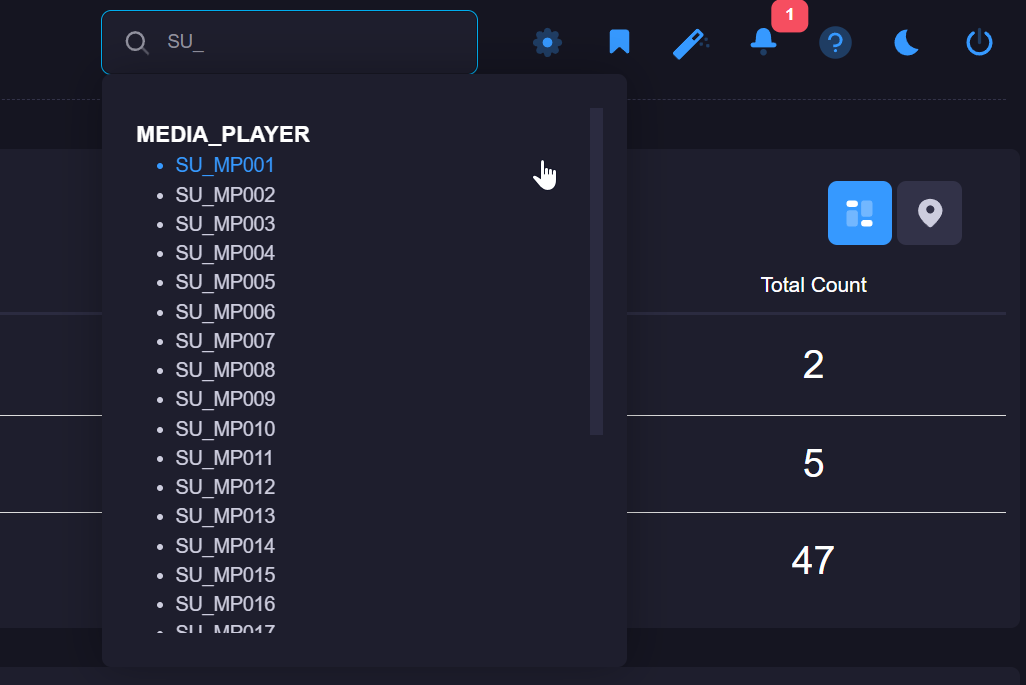 SU_
1
?
MEDIA_PLAYER
• SU_MP001
• SU_MP002
• SU_MP003
• SU_MP004
• SU_MP005
• SU_MP006
• SU_MP007
• SU_MP008
• SU_MP009
• SU_MP010
• SU_MP011
• SU_MP012
• SU_MP013
• SU_MP014
• SU_MP015
• SU_MP016
• SU_MP017
Total Count
2
5
47